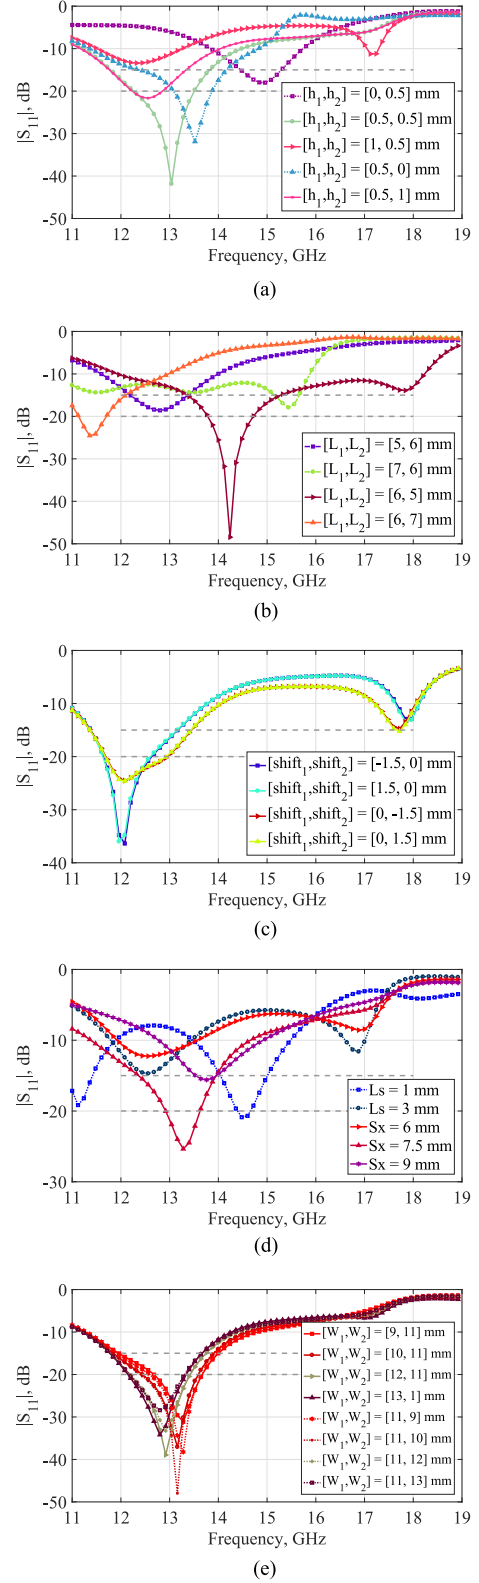 0
-10
-20
-30
-40
-50
|S11|, dB
[h1,h2] = [0, 0.5] mm
[h1,h2] = [0.5, 0.5] mm
[h1,h2] = [1, 0.5] mm
[h1,h2] = [0.5, 0] mm
[h1,h2] = [0.5, 1] mm
11 12 13 14 15 16 17 18 19
Frequency, GHz
(a)
0
-10
-20
-30
-40
-50
|S11|, dB
[L1,L2] = [5, 6] mm
[L1,L2] = [7, 6] mm
[L1,L2] = [6, 5] mm
[L1,L2] = [6, 7] mm
11 12 13 14 15 16 17 18 19
Frequency, GHz
(b)
0
-10
-20
-30
-40
|S11|, dB
[shift1,shift2] = [-1.5, 0] mm
[shift1,shift2] = [1.5, 0] mm
[shift1,shift2] = [0, -1.5] mm
[shift1,shift2] = [0, 1.5] mm
11 12 13 14 15 16 17 18 19
Frequency, GHz
(c)
0
-10
-20
-30
|S11|, dB
Ls = 1 mm
Ls = 3 mm
Sx = 6 mm
Sx = 7.5 mm
Sx = 9 mm
11 12 13 14 15 16 17 18 19
Frequency, GHz
(d)
0
-10
-20
-30
-40
-50
|S11|, dB
[W1,W2] = [9, 11] mm
[W1,W2] = [10, 11] mm
[W1,W2] = [12, 11] mm
[W1,W2] = [13, 1] mm
[W1,W2] = [11, 9] mm
[W1,W2] = [11, 10] mm
[W1,W2] = [11, 12] mm
[W1,W2] = [11, 13] mm
11 12 13 14 15 16 17 18 19
Frequency, GHz
(e)